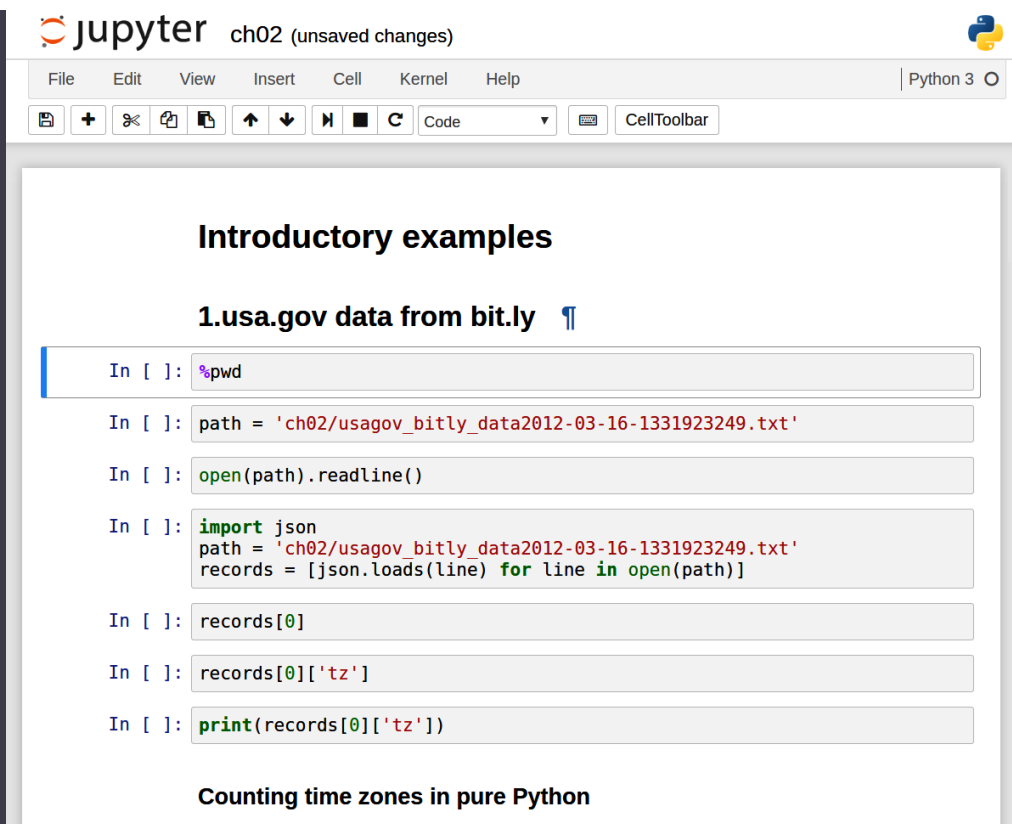 jupyter ch02 (unsaved changes)
File Edit View Insert Cell Kernel Help Python 3
Code CellToolbar
Introductory examples
1.usa.gov data from bit.ly ¶
In [ ]: %pwd
In [ ]: path = 'ch02/usagov_bitly_data2012-03-16-1331923249.txt'
In [ ]: open(path).readline()
In [ ]: import json
path = 'ch02/usagov_bitly_data2012-03-16-1331923249.txt'
records = [json.loads(line) for line in open(path)]
In [ ]: records[0]
In [ ]: records[0]['tz']
In [ ]: print(records[0]['tz'])
Counting time zones in pure Python